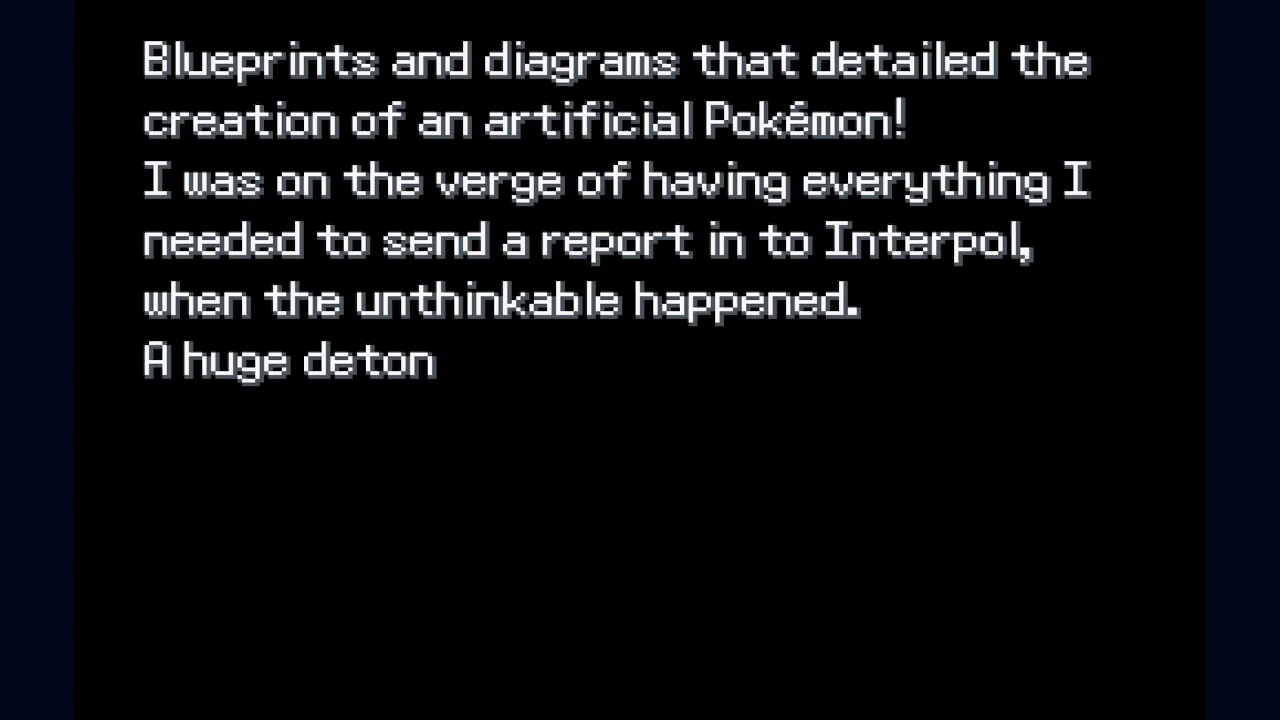 Blueprints and diagrams that detailed the
creation of an artificial Pokémon!
I was on the verge of having everything I
needed to send a report in to Interpol,
when the unthinkable happened.
A huge deton